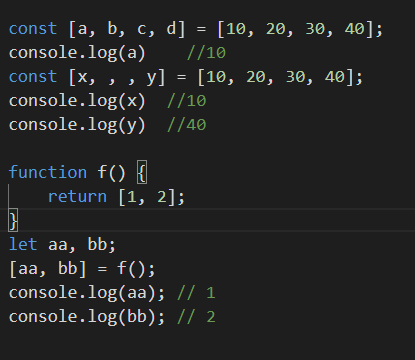 const [a, b, c, d] = [10, 20, 30, 40];
console.log(a)    //10
const [x, , , y] = [10, 20, 30, 40];
console.log(x)  //10
console.log(y)  //40

function f() {
    return [1, 2];
}
let aa, bb;
[aa, bb] = f();
console.log(aa); // 1
console.log(bb); // 2